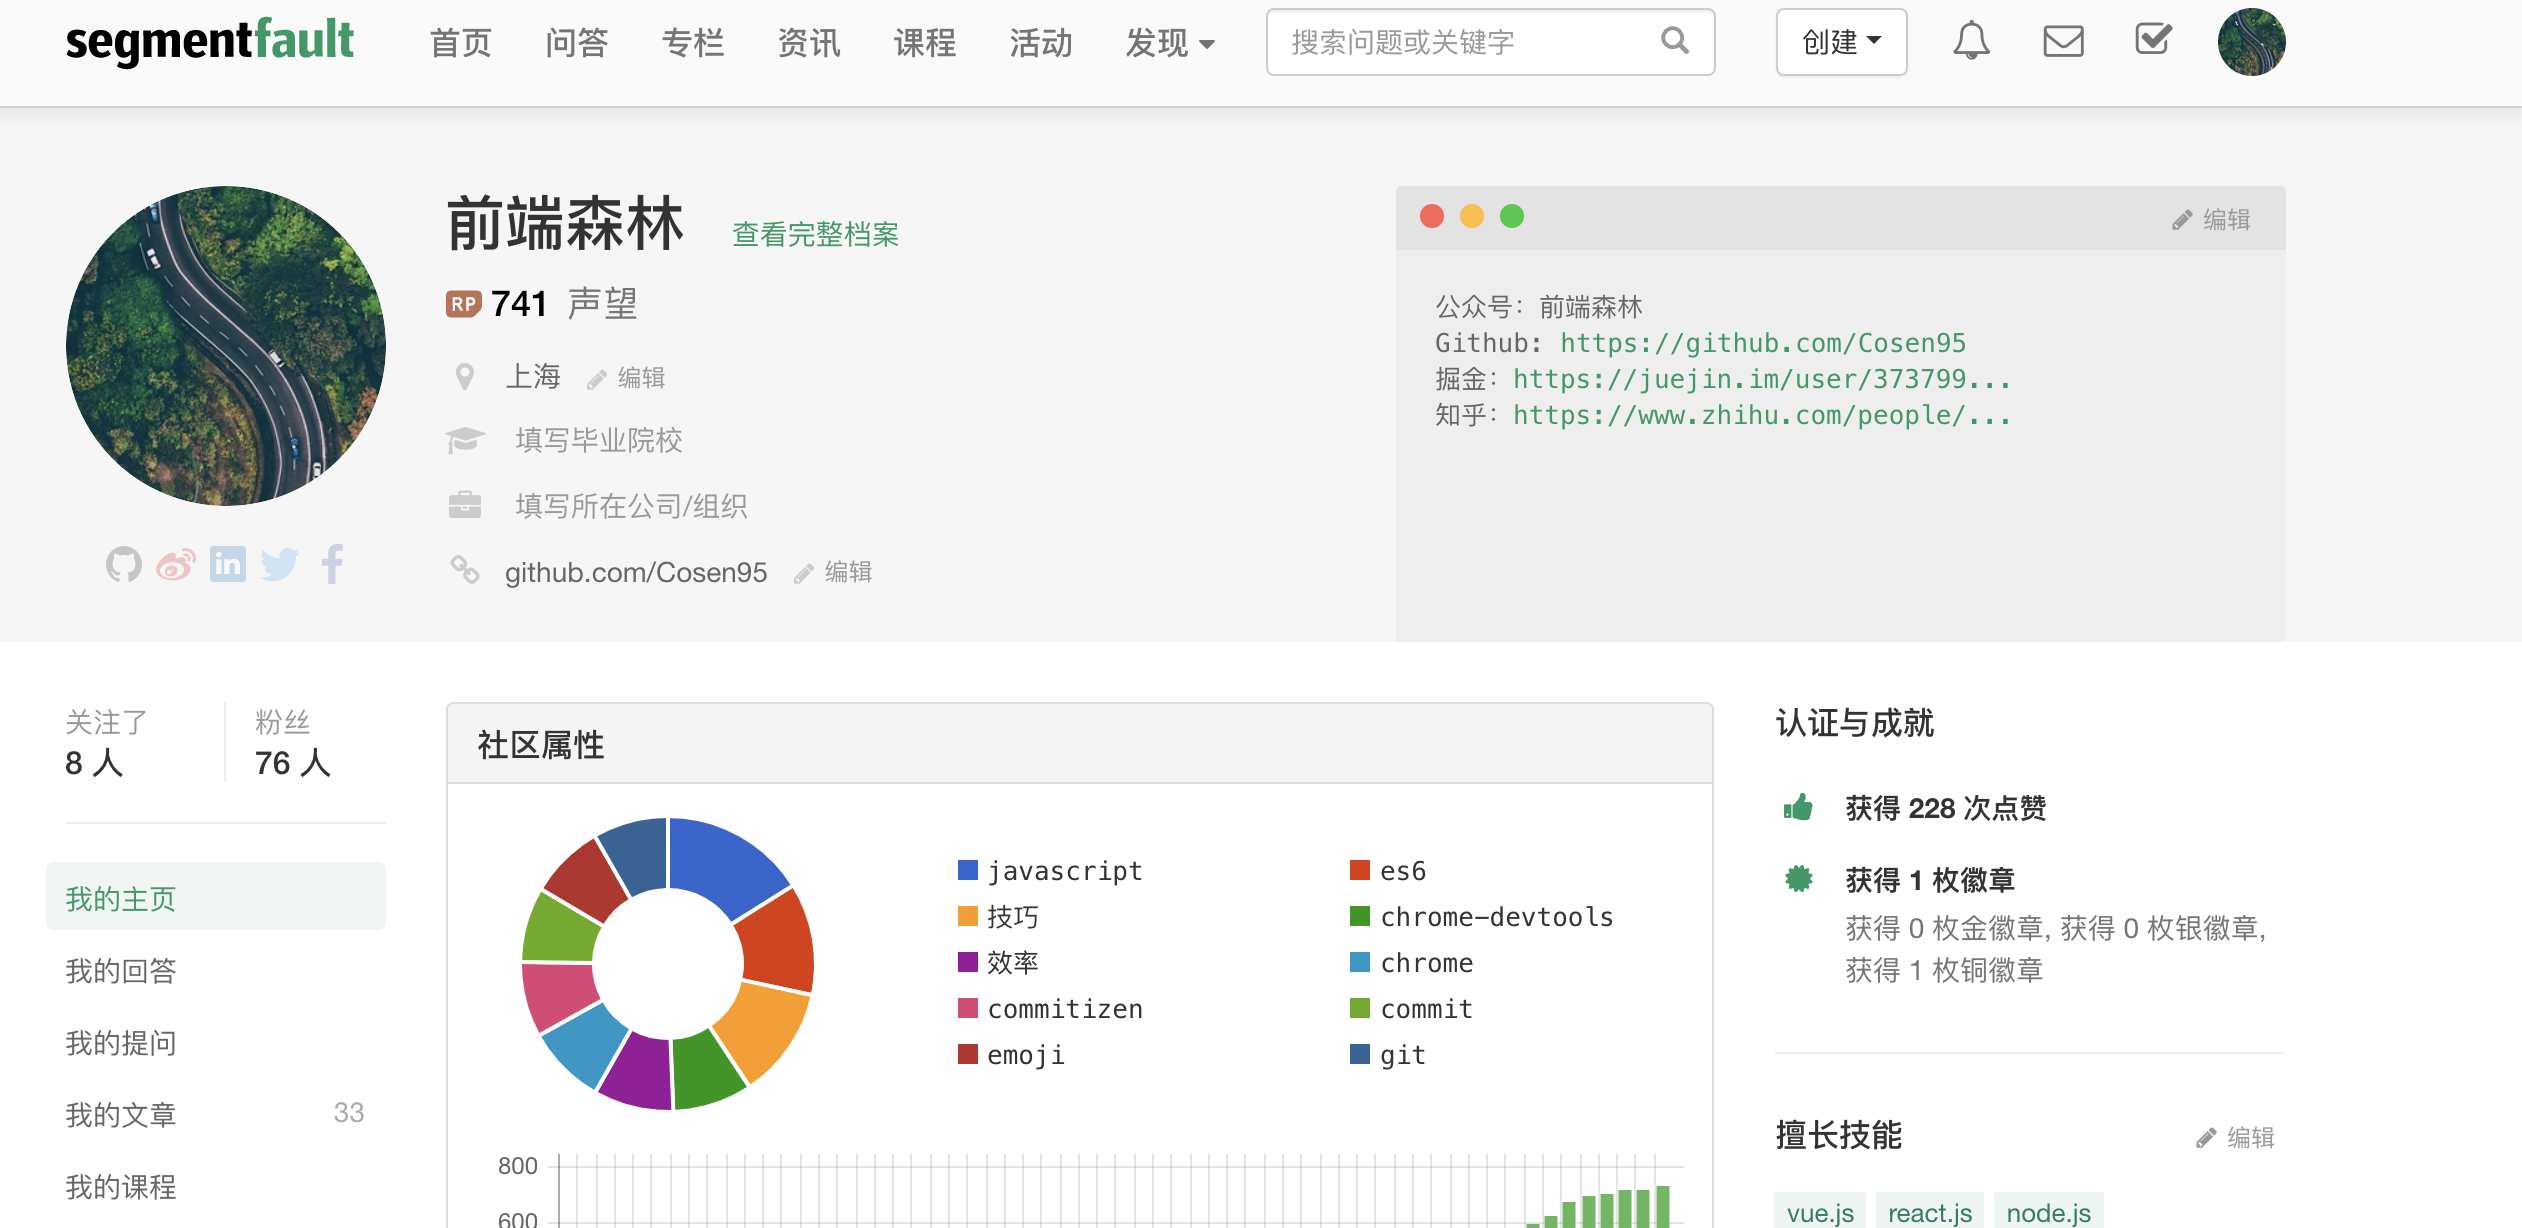 segmentfault 首页 问答 专栏 资讯 课程 活动 发现 搜索问题或关键字 创建
前端森林 查看完整档案
RP 741 声望
上海 编辑
填写毕业院校
填写所在公司/组织
github.com/Cosen95 编辑
in
编辑
公众号: 前端森林
Github: https://github.com/Cosen95
掘金: https://juejin.im/user/373799...
知乎: https://www.zhihu.com/people/...
关注了 粉丝
8 人 76 人
我的主页
我的回答
我的提问
我的文章 33
我的课程
社区属性
javascript es6
技巧 chrome-devtools
效率 chrome
commitizen commit
emoji git
800
600
认证与成就
获得 228 次点赞
获得 1 枚徽章
获得 0 枚金徽章, 获得 0 枚银徽章,
获得 1 枚铜徽章
擅长技能 编辑
vue.js react.js node.js